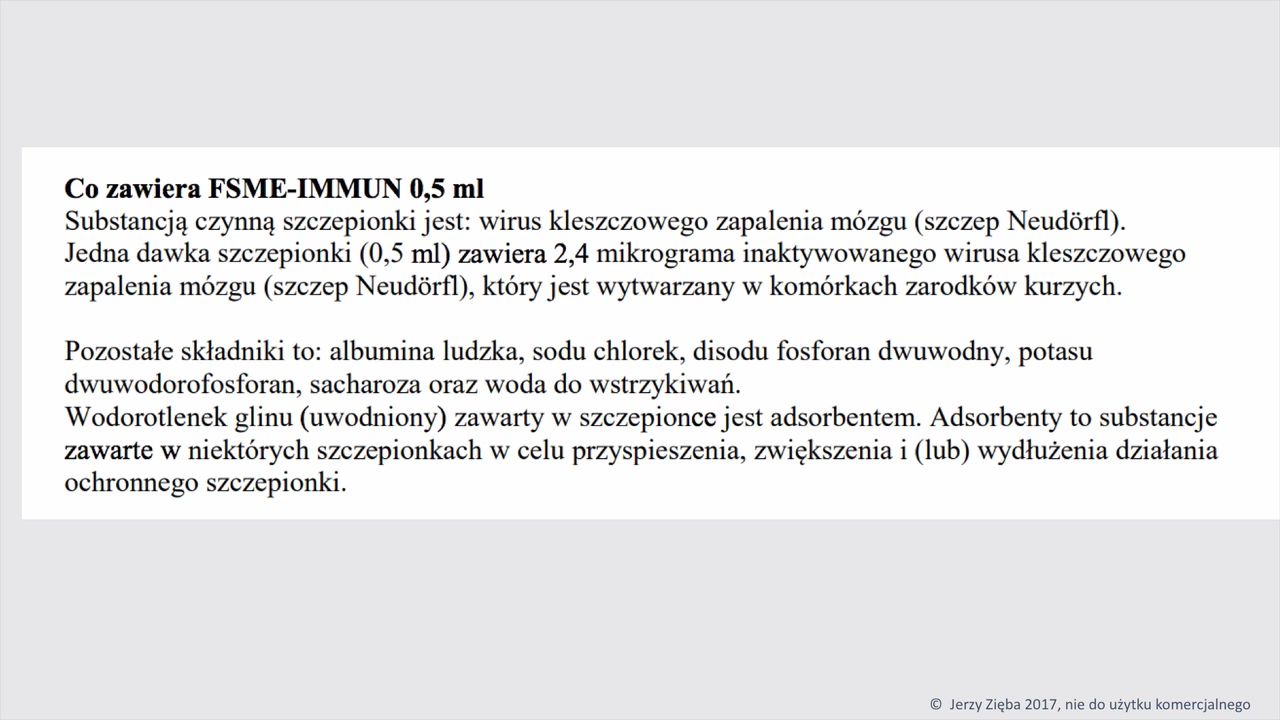 Co zawiera FSME-IMMUN 0,5 ml
Substancją czynną szczepionki jest: wirus kleszczowego zapalenia mózgu (szczep Neudörfl).
Jedna dawka szczepionki (0,5 ml) zawiera 2,4 mikrograma inaktywowanego wirusa kleszczowego
zapalenia mózgu (szczep Neudörfl), który jest wytwarzany w komórkach zarodków kurzych.
Pozostałe składniki to: albumina ludzka, sodu chlorek, disodu fosforan dwuwodny, potasu
dwuwodorofosforan, sacharoza oraz woda do wstrzykiwań.
Wodorotlenek glinu (uwodniony) zawarty w szczepionce jest adsorbentem. Adsorbenty to substancje
zawarte w niektórych szczepionkach w celu przyspieszenia, zwiększenia i (lub) wydłużenia działania
ochronnego szczepionki.
© Jerzy Zięba 2017, nie do użytku komercjalnego